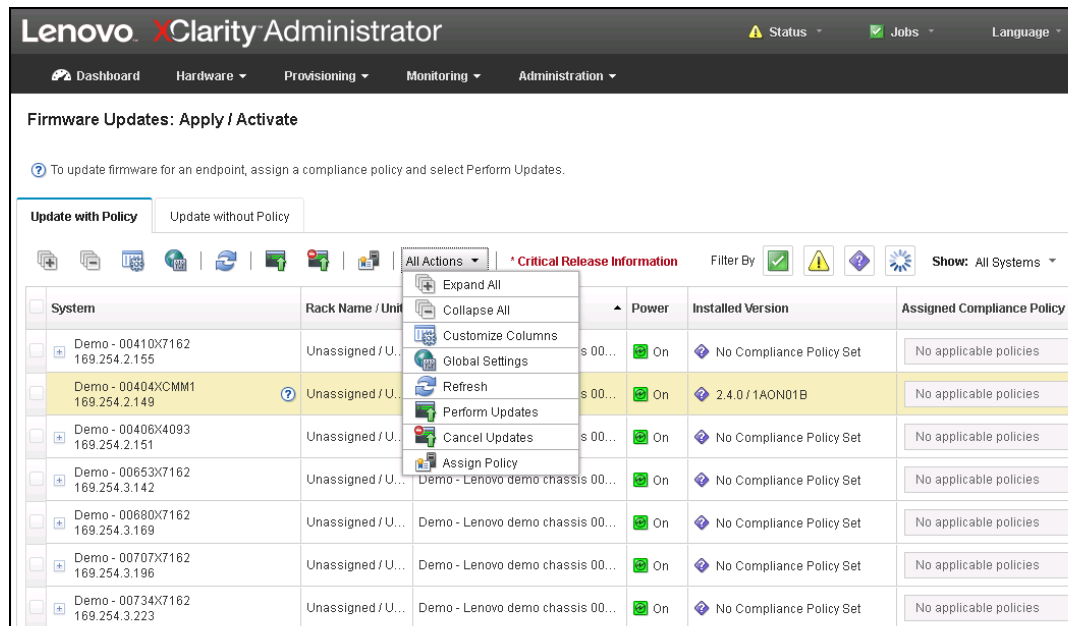 Lenovo XClarity Administrator
Status
Jobs
Language
Dashboard
Hardware
Provisioning
Monitoring
Administration
Firmware Updates: Apply / Activate
To update firmware for an endpoint, assign a compliance policy and select Perform Updates.
Update with Policy
Update without Policy
All Actions
* Critical Release Information
Filter By
Show: All Systems
Expand All
Collapse All
Customize Columns
Global Settings
Refresh
Perform Updates
Cancel Updates
Assign Policy
System Rack Name / Unit Power Installed Version Assigned Compliance Policy
Demo - 00410X7162
169.254.2.155
Unassigned / U... s 00... On No Compliance Policy Set No applicable policies
Demo - 00404XCMM1
169.254.2.149
Unassigned / U... s 00... On 2.4.0 / 1AON01B No applicable policies
Demo - 00406X4093
169.254.2.151
Unassigned / U... s 00... On No Compliance Policy Set No applicable policies
Demo - 00653X7162
169.254.3.142
Unassigned / U... Demo - Lenovo demo chassis 00... On No Compliance Policy Set No applicable policies
Demo - 00680X7162
169.254.3.169
Unassigned / U... Demo - Lenovo demo chassis 00... On No Compliance Policy Set No applicable policies
Demo - 00707X7162
169.254.3.196
Unassigned / U... Demo - Lenovo demo chassis 00... On No Compliance Policy Set No applicable policies
Demo - 00734X7162
169.254.3.223
Unassigned / U... Demo - Lenovo demo chassis 00... On No Compliance Policy Set No applicable policies